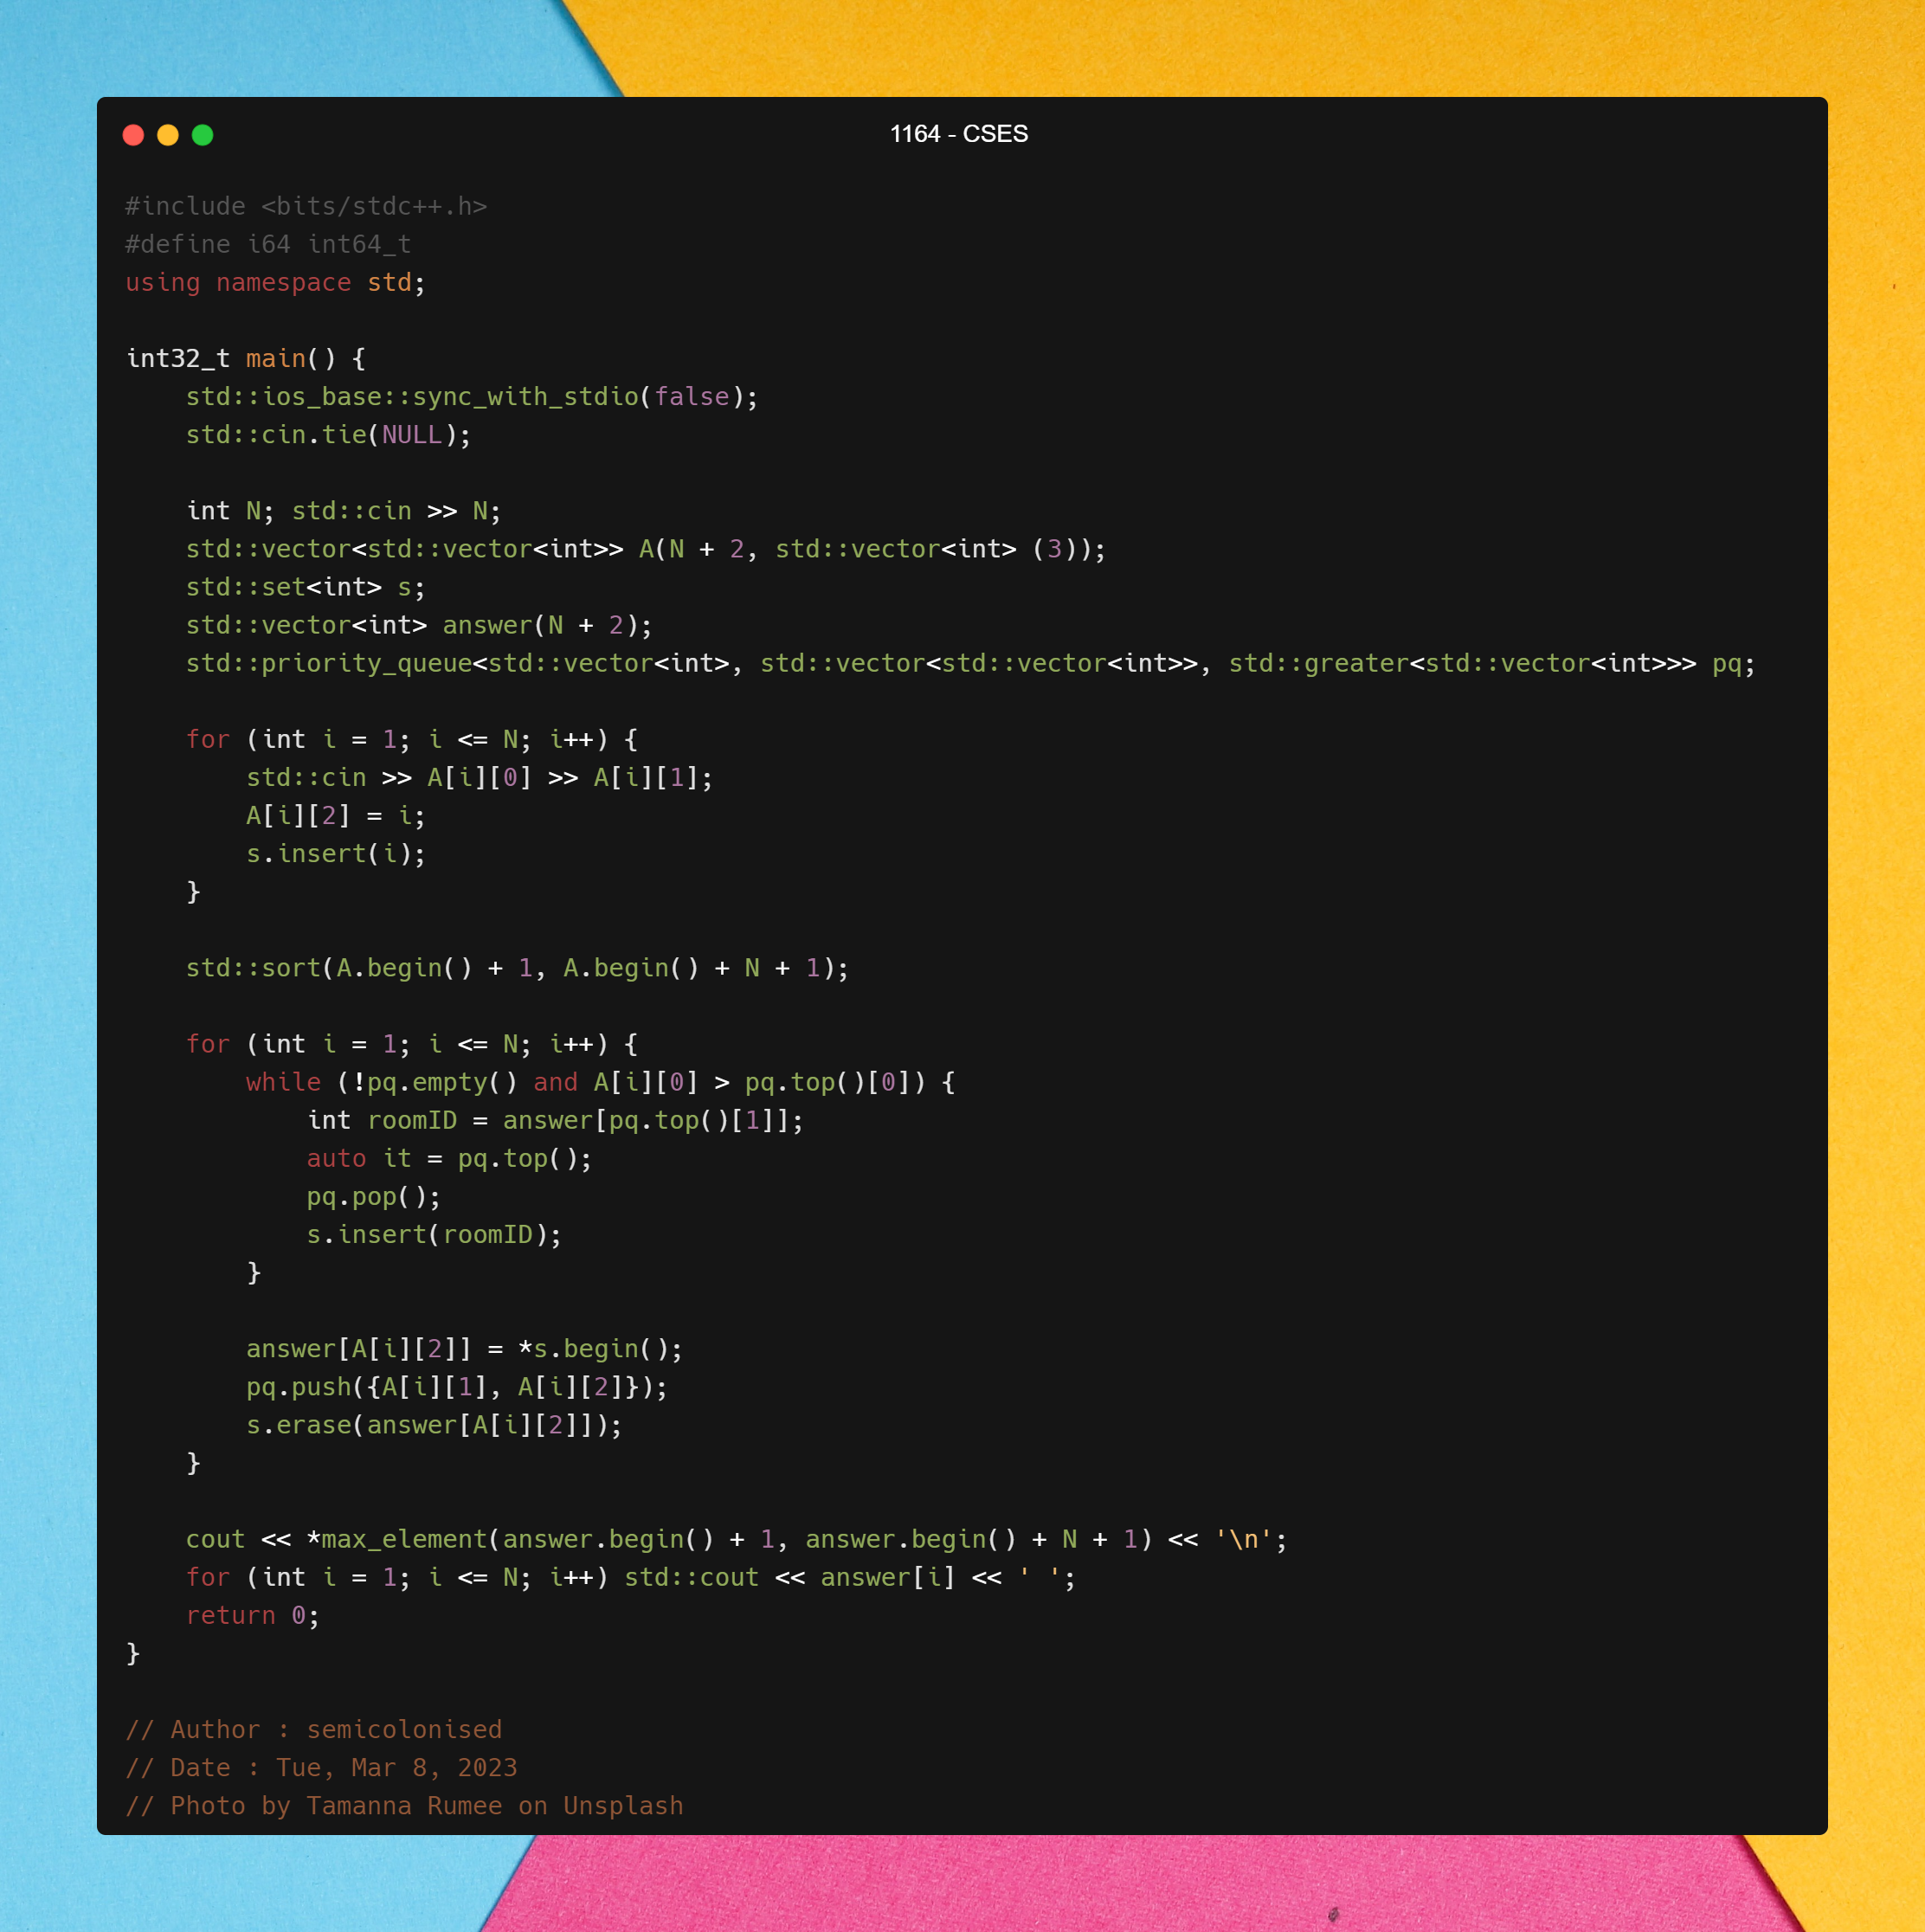 1164 - CSES
#include <bits/stdc++.h>
#define i64 int64_t
using namespace std;
int32_t main() {
    std::ios_base::sync_with_stdio(false);
    std::cin.tie(NULL);
    int N; std::cin >> N;
    std::vector<std::vector<int>> A(N + 2, std::vector<int> (3));
    std::set<int> s;
    std::vector<int> answer(N + 2);
    std::priority_queue<std::vector<int>, std::vector<std::vector<int>>, std::greater<std::vector<int>>> pq;
    for (int i = 1; i <= N; i++) {
        std::cin >> A[i][0] >> A[i][1];
        A[i][2] = i;
        s.insert(i);
    }
    std::sort(A.begin() + 1, A.begin() + N + 1);
    for (int i = 1; i <= N; i++) {
        while (!pq.empty() and A[i][0] > pq.top()[0]) {
            int roomID = answer[pq.top()[1]];
            auto it = pq.top();
            pq.pop();
            s.insert(roomID);
        }
        answer[A[i][2]] = *s.begin();
        pq.push({A[i][1], A[i][2]});
        s.erase(answer[A[i][2]]);
    }
    cout << *max_element(answer.begin() + 1, answer.begin() + N + 1) << '\n';
    for (int i = 1; i <= N; i++) std::cout << answer[i] << ' ';
    return 0;
}
// Author : semicolonised
// Date : Tue, Mar 8, 2023
// Photo by Tamanna Rumee on Unsplash